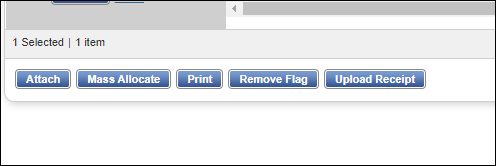 1 Selected | 1 item
Attach Mass Allocate Print Remove Flag Upload Receipt